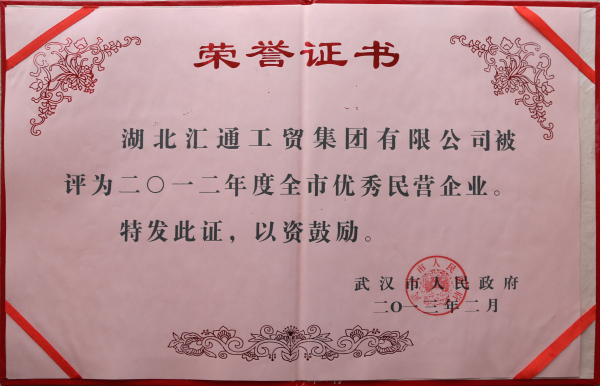 荣誉证书
湖北汇通工贸集团有限公司被
评为二〇一二年度全市优秀民营企业。
特发此证，以资鼓励。
武汉市人民政府
二〇一三年二月